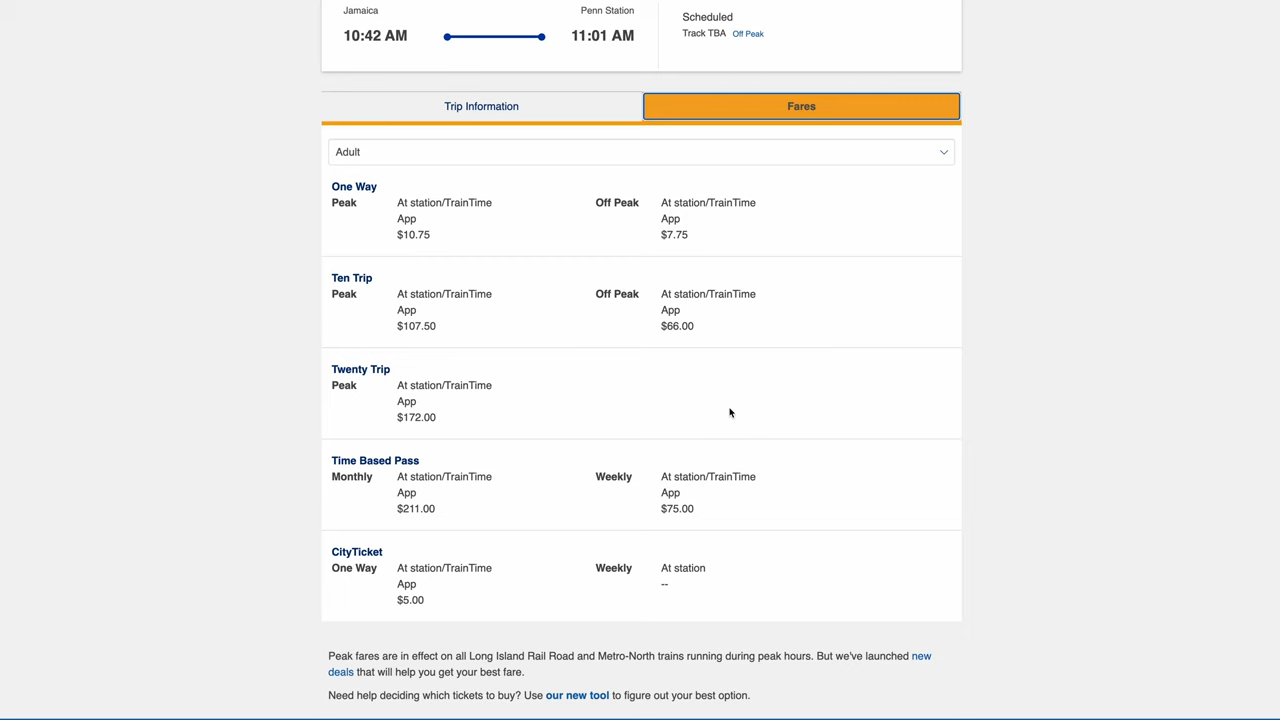 Jamaica
Penn Station
10:42 AM
11:01 AM
Scheduled
Track TBA Off Peak
Trip Information
Fares
Adult
One Way
Peak
At station/TrainTime
App
$10.75
Off Peak
At station/TrainTime
App
$7.75
Ten Trip
Peak
At station/TrainTime
App
$107.50
Off Peak
At station/TrainTime
App
$66.00
Twenty Trip
Peak
At station/TrainTime
App
$172.00
Time Based Pass
Monthly
At station/TrainTime
App
$211.00
Weekly
At station/TrainTime
App
$75.00
CityTicket
One Way
At station/TrainTime
App
$5.00
Weekly
At station
--
Peak fares are in effect on all Long Island Rail Road and Metro-North trains running during peak hours. But we've launched new
deals that will help you get your best fare.
Need help deciding which tickets to buy? Use our new tool to figure out your best option.